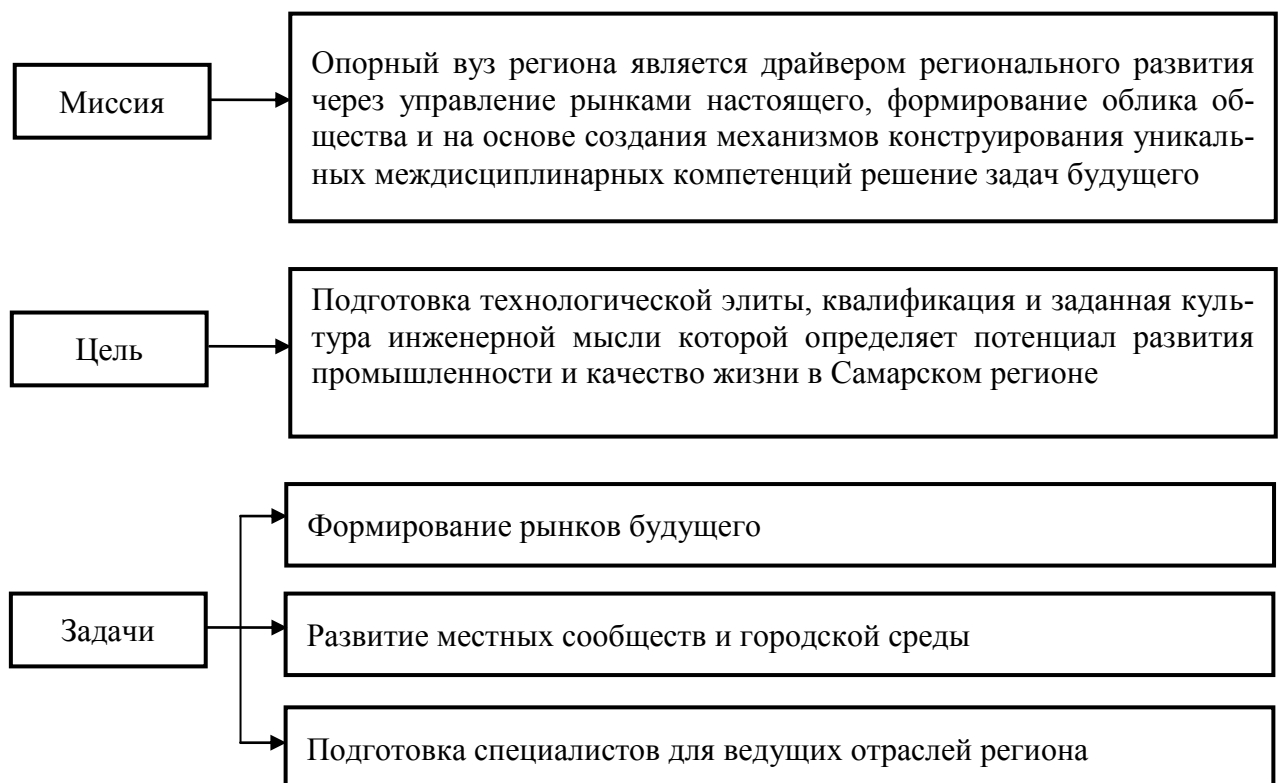 Миссия
Опорный вуз региона является драйвером регионального развития
через управление рынками настоящего, формирование облика об-
щества и на основе создания механизмов конструирования уникаль-
ных междисциплинарных компетенций решение задач будущего
Цель
Подготовка технологической элиты, квалификация и заданная куль-
тура инженерной мысли которой определяет потенциал развития
промышленности и качество жизни в Самарском регионе
Задачи
Формирование рынков будущего
Развитие местных сообществ и городской среды
Подготовка специалистов для ведущих отраслей региона